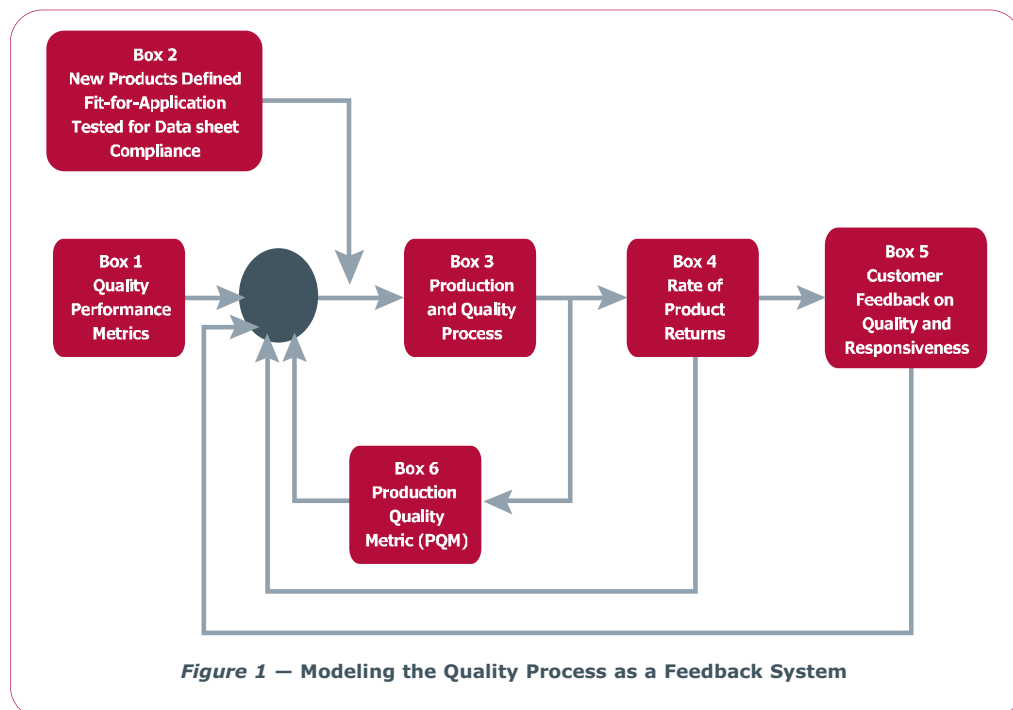 Box 2
New Products Defined
Fit-for-Application
Tested for Data sheet
Compliance
Box 1
Quality
Performance
Metrics
Box 3
Production
and Quality
Process
Box 4
Rate of
Product
Returns
Box 5
Customer
Feedback on
Quality and
Responsiveness
Box 6
Production
Quality
Metric (PQM)
Figure 1 — Modeling the Quality Process as a Feedback System